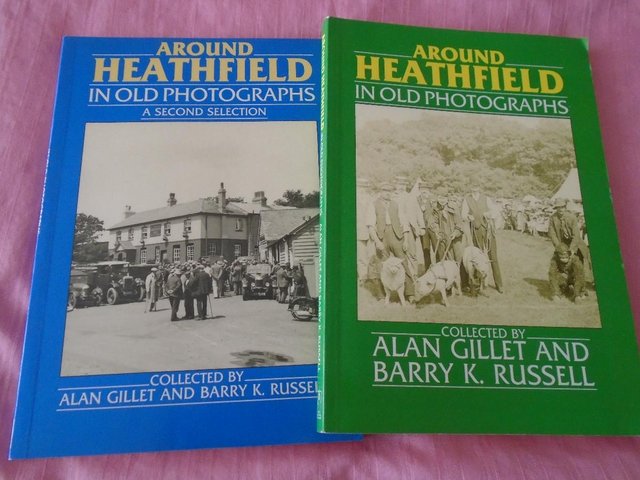 AROUND
HEATHFIELD
IN OLD PHOTOGRAPHS
A SECOND SELECTION
COLLECTED BY
ALAN GILLET AND BARRY K. RUSSELL
AROUND
HEATHFIELD
IN OLD PHOTOGRAPHS
COLLECTED BY
ALAN GILLET AND
BARRY K. RUSSELL